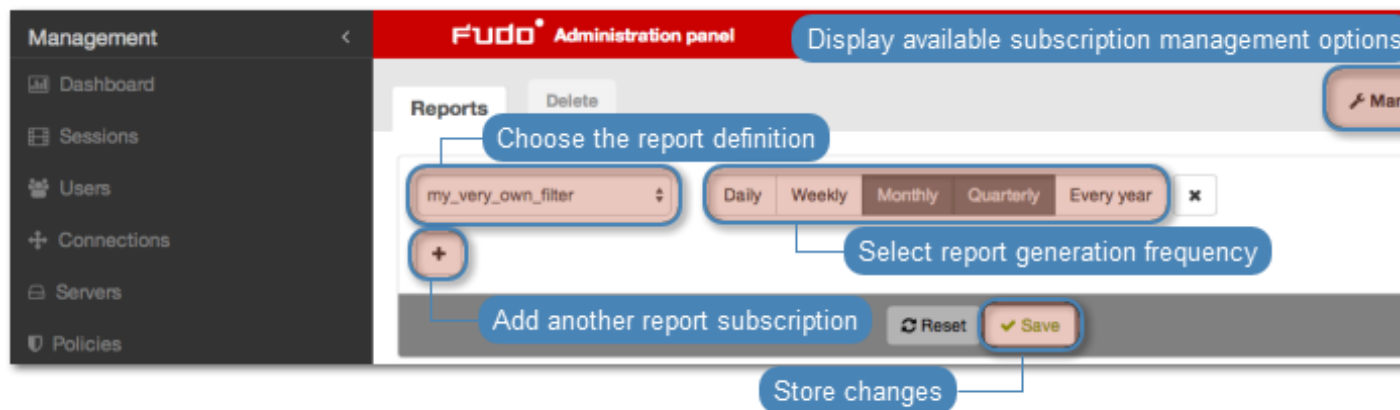 Management
FUDO Administration panel
Display available subscription management options
Dashboard
Reports
Delete
Mar
Sessions
Choose the report definition
Users
my_very_own_filter
Daily
Weekly
Monthly
Quarterly
Every year
Connections
Select report generation frequency
Servers
Add another report subscription
Reset
Save
Policies
Store changes